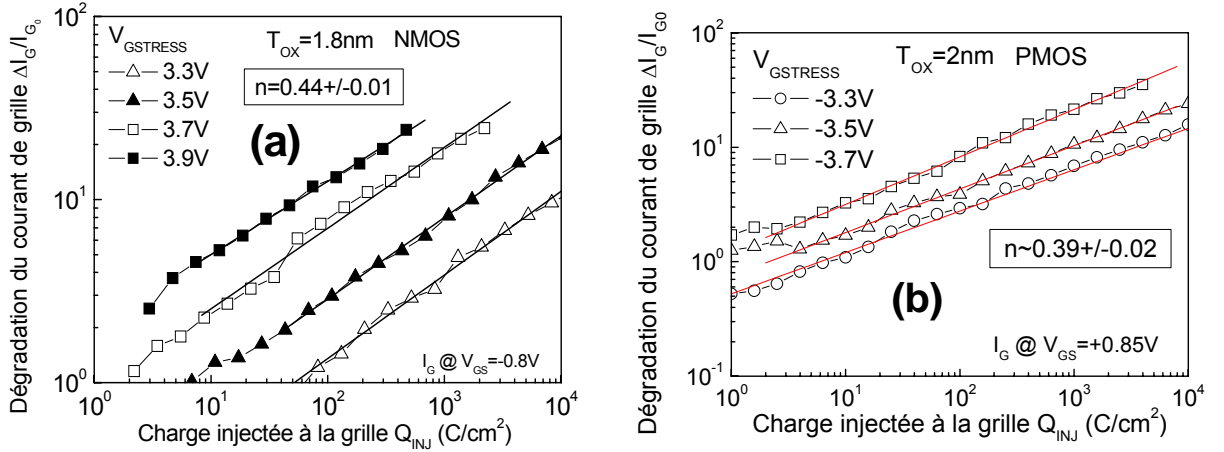 Dégradation du courant de grille ΔI_G/I_G0
10^2
10^1
10^0
V_GSTRESS
3.3V
3.5V
3.7V
3.9V
T_OX=1.8nm NMOS
n=0.44+/-0.01
(a)
I_G @ V_GS=-0.8V
10^0 10^1 10^2 10^3 10^4
Charge injectée à la grille Q_INJ (C/cm^2)
Dégradation du courant de grille ΔI_G/I_G0
10^2
10^1
10^0
10^-1
V_GSTRESS
-3.3V
-3.5V
-3.7V
T_OX=2nm PMOS
n~0.39+/-0.02
(b)
I_G @ V_GS=+0.85V
10^0 10^1 10^2 10^3 10^4
Charge injectée à la grille Q_INJ (C/cm^2)